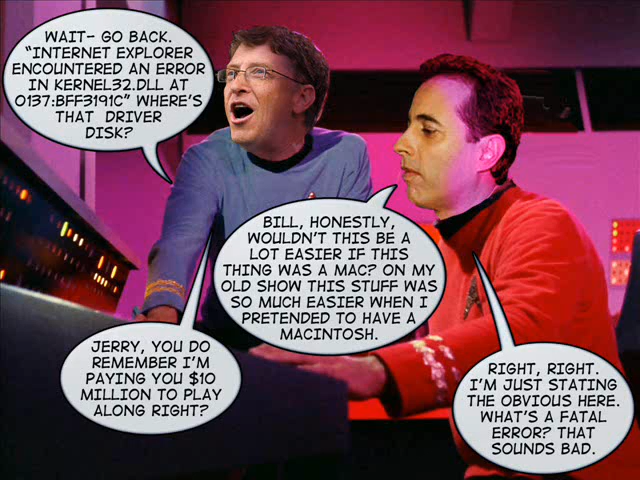 WAIT- GO BACK.
"INTERNET EXPLORER
ENCOUNTERED AN ERROR
IN KERNEL32.DLL AT
0137:BFF3191C" WHERE'S
THAT DRIVER
DISK?
BILL, HONESTLY,
WOULDN'T THIS BE A
LOT EASIER IF THIS
THING WAS A MAC? ON MY
OLD SHOW THIS STUFF WAS
SO MUCH EASIER WHEN I
PRETENDED TO HAVE A
MACINTOSH.
JERRY, YOU DO
REMEMBER I'M
PAYING YOU $10
MILLION TO PLAY
ALONG RIGHT?
RIGHT, RIGHT.
I'M JUST STATING
THE OBVIOUS HERE.
WHAT'S A FATAL
ERROR? THAT
SOUNDS BAD.